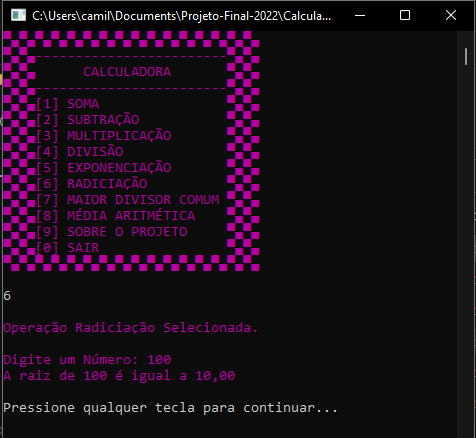 C:\Users\camil\Documents\Projeto-Final-2022\Calcula...
------------------------
CALCULADORA
------------------------
[1] SOMA
[2] SUBTRAÇÃO
[3] MULTIPLICAÇÃO
[4] DIVISÃO
[5] EXPONENCIAÇÃO
[6] RADICIAÇÃO
[7] MAIOR DIVISOR COMUM
[8] MÉDIA ARITMÉTICA
[9] SOBRE O PROJETO
[0] SAIR
6
Operação Radiciação Selecionada.
Digite um Número: 100
A raiz de 100 é igual a 10,00
Pressione qualquer tecla para continuar...